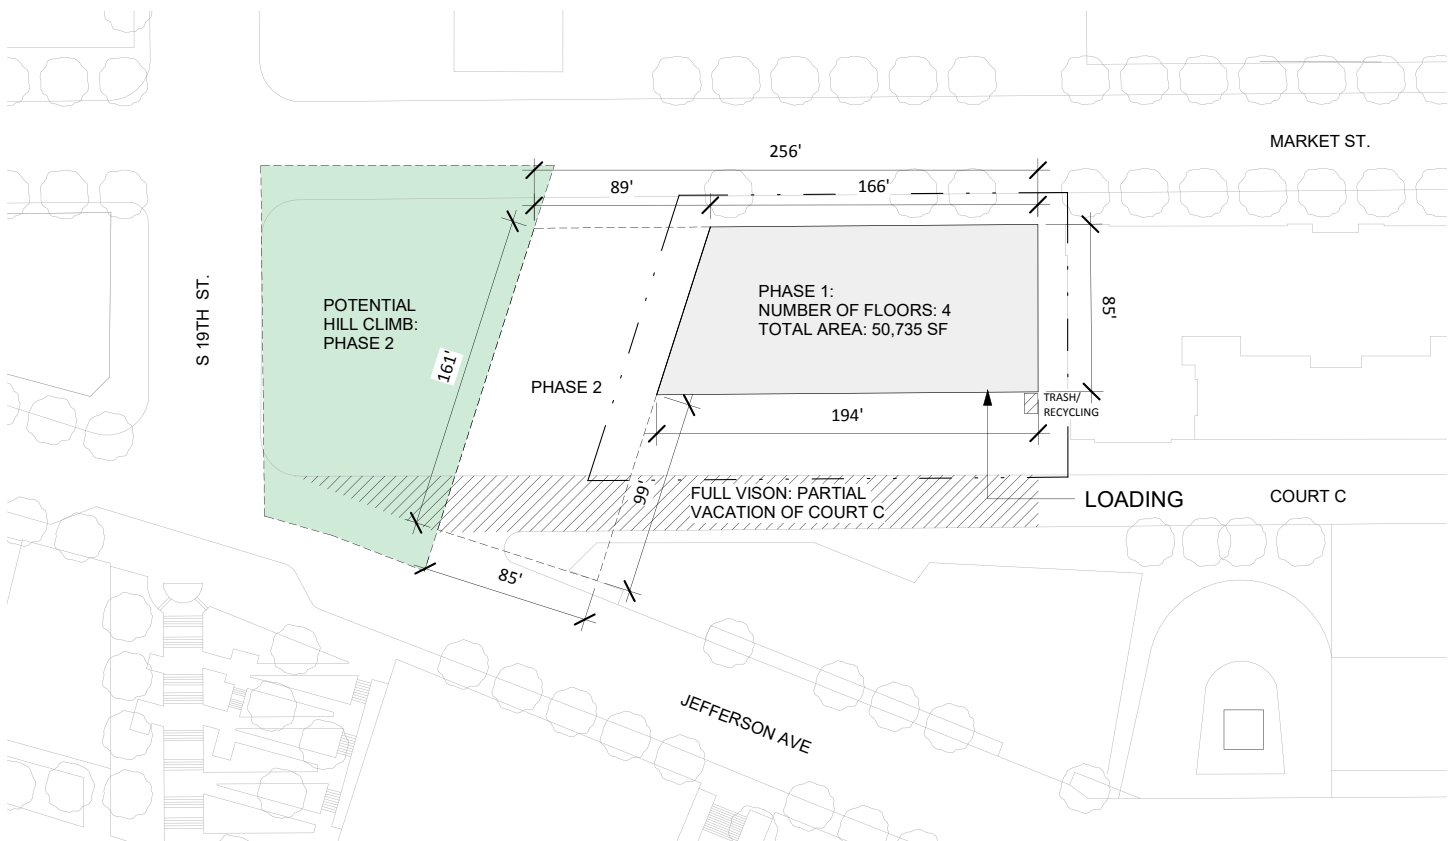 MARKET ST.
256'
89'
166'
S 19TH ST.
POTENTIAL
HILL CLIMB:
PHASE 2
161'
PHASE 2
PHASE 1:
NUMBER OF FLOORS: 4
TOTAL AREA: 50,735 SF
85'
TRASH/
RECYCLING
194'
99'
FULL VISON: PARTIAL
VACATION OF COURT C
LOADING
COURT C
85'
JEFFERSON AVE